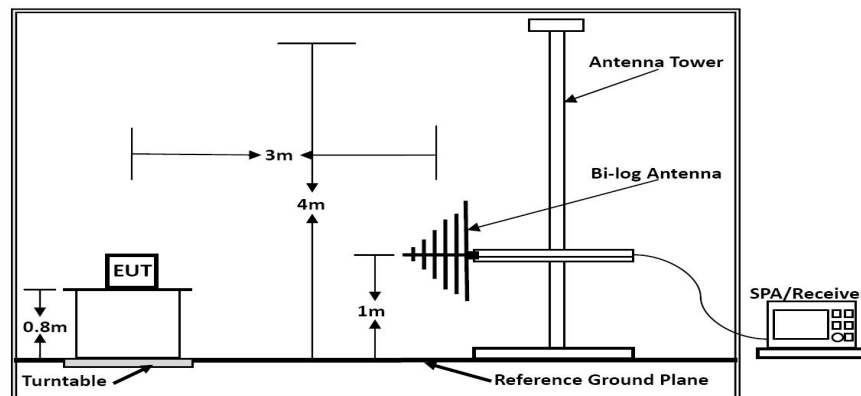 Antenna Tower
3m
Bi-log Antenna
4m
EUT
SPA/Receive
0.8m
1m
Turntable
Reference Ground Plane